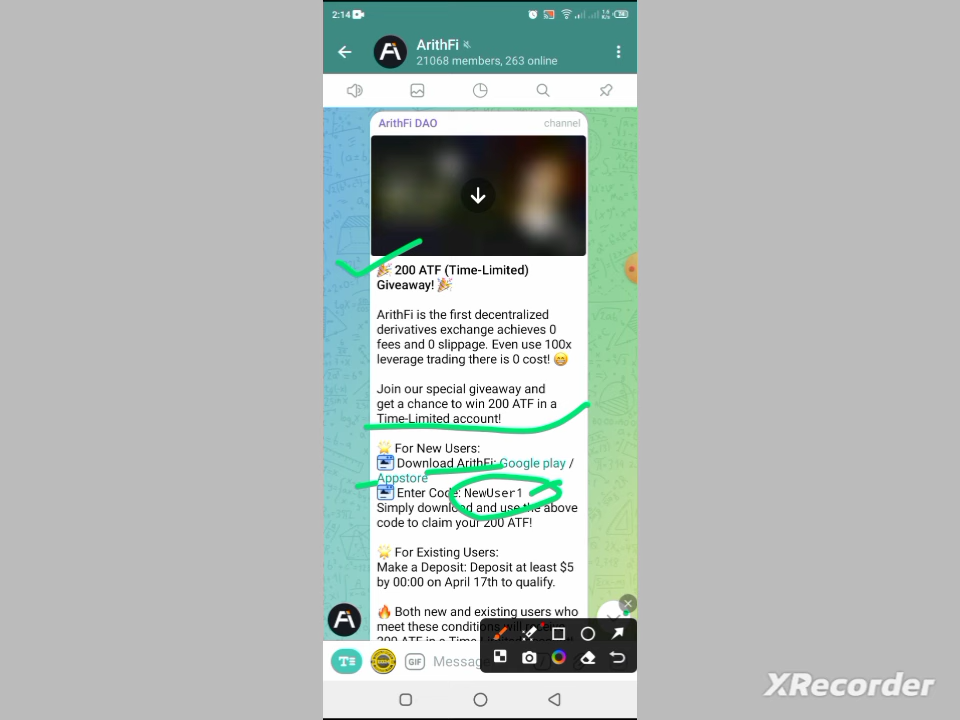 2:14
ArithFi
21068 members, 263 online
ArithFi DAO
channel
🎉 200 ATF (Time-Limited)
Giveaway! 🎉
ArithFi is the first decentralized
derivatives exchange achieves 0
fees and 0 slippage. Even use 100x
leverage trading there is 0 cost! 😁
Join our special giveaway and
get a chance to win 200 ATF in a
Time-Limited account!
🌟 For New Users:
Download ArithFi: Google play /
Appstore
Enter Code: NewUser1
Simply download and use the above
code to claim your 200 ATF!
🌟 For Existing Users:
Make a Deposit: Deposit at least $5
by 00:00 on April 17th to qualify.
🔥 Both new and existing users who
meet these conditions will receive
200 ATF in a Time-Limited
GIF
Message
XRecorder